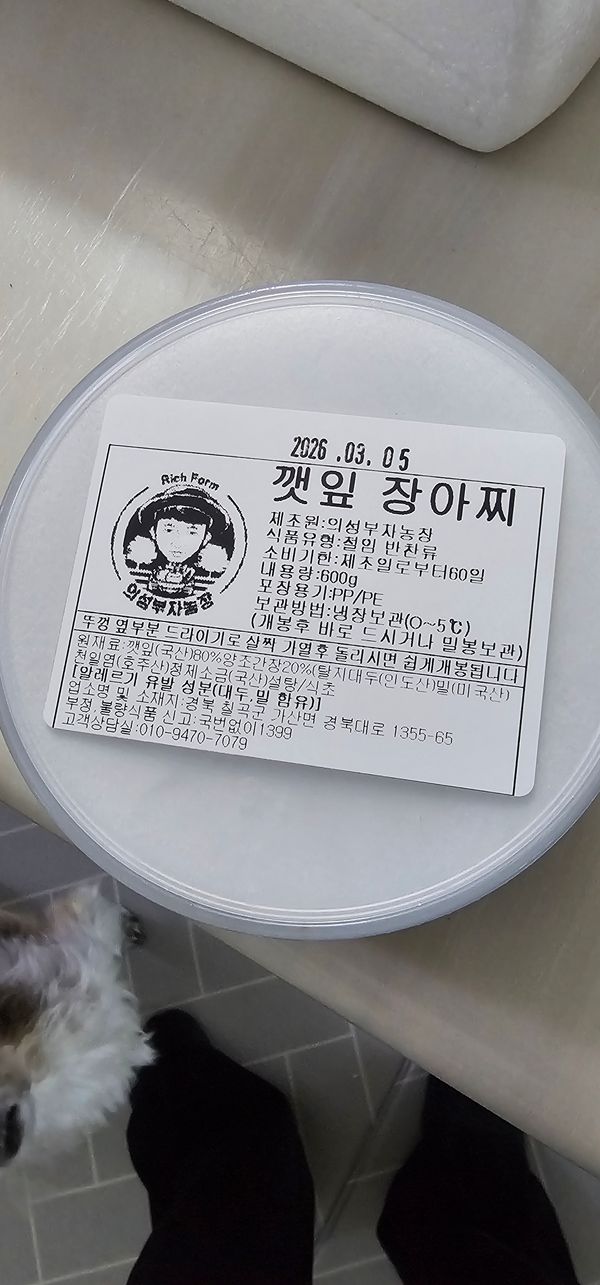 2026 .03. 05
Rich Farm
의성부자농장
깻잎 장아찌
제조원:의성부자농장
식품유형:절임 반찬류
소비기한:제조일로부터60일
내용량:600g
포장용기:PP/PE
보관방법:냉장보관(0~5℃)
(개봉후 바로 드시거나 밀봉보관)
뚜껑 옆부분 드라이기로 살짝 가열후 돌리시면 쉽게개봉됩니다
원재료:깻잎(국산)80%양조간장20%(탈지대두(인도산)밀(미국산)
천일염(호주산)정제소금(국산)설탕/식초
[알레르기 유발 성분(대두,밀 함유)]
업소명 및 소재지:경북 칠곡군 가산면 경북대로 1355-65
부정.불량식품 신고:국번없이1399
고객상담실:010-9470-7079